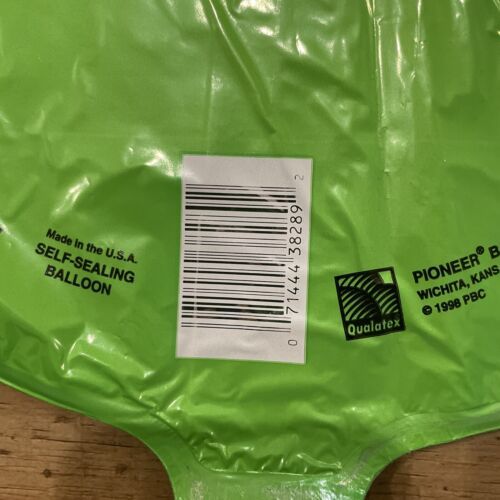 Made in the U.S.A.
SELF-SEALING
BALLOON
0 71444 38289 2
Qualatex
PIONEER® B
WICHITA, KANS
© 1998 PBC